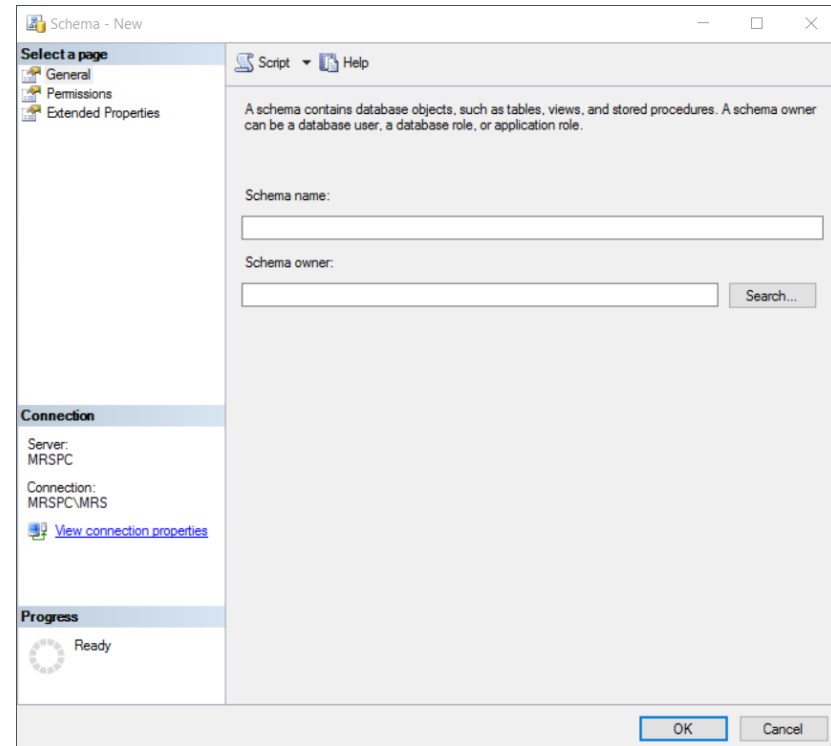 Schema - New
Select a page
General
Permissions
Extended Properties
Script
Help
A schema contains database objects, such as tables, views, and stored procedures. A schema owner
can be a database user, a database role, or application role.
Schema name:
Schema owner:
Search...
Connection
Server:
MRSPC
Connection:
MRSPC\MRS
View connection properties
Progress
Ready
OK
Cancel